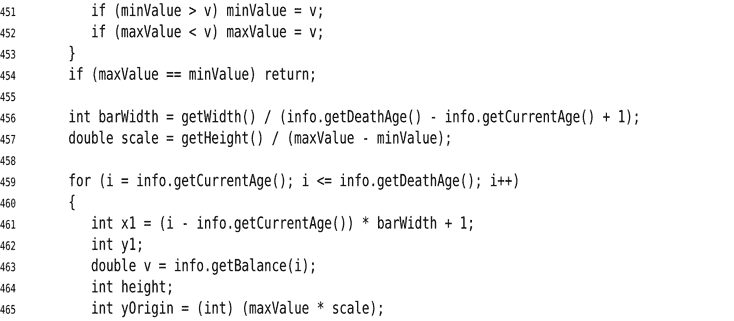 451 if (minValue > v) minValue = v;
452 if (maxValue < v) maxValue = v;
453 }
454 if (maxValue == minValue) return;
455
456 int barWidth = getWidth() / (info.getDeathAge() - info.getCurrentAge() + 1);
457 double scale = getHeight() / (maxValue - minValue);
458
459 for (i = info.getCurrentAge(); i <= info.getDeathAge(); i++)
460 {
461 int x1 = (i - info.getCurrentAge()) * barWidth + 1;
462 int y1;
463 double v = info.getBalance(i);
464 int height;
465 int yOrigin = (int) (maxValue * scale);